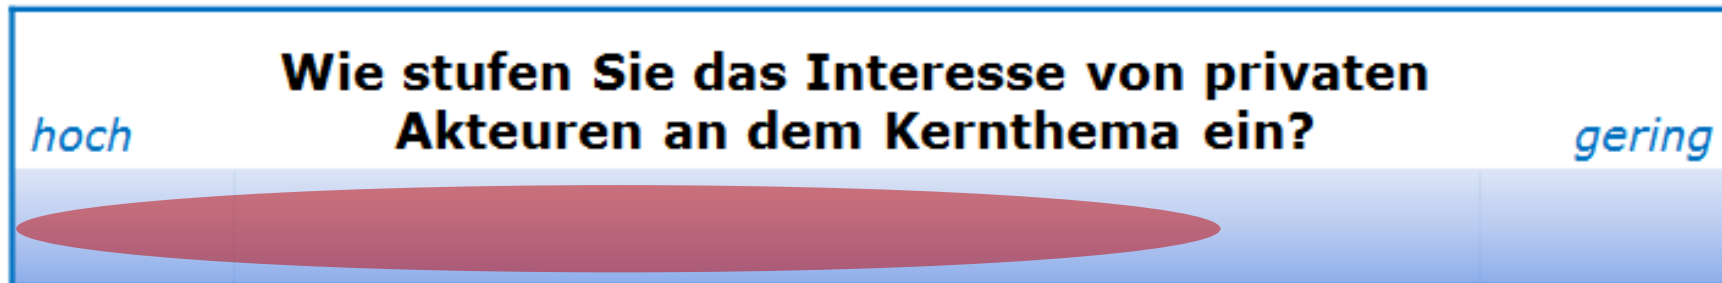 Wie stufen Sie das Interesse von privaten
Akteuren an dem Kernthema ein?
hoch
gering